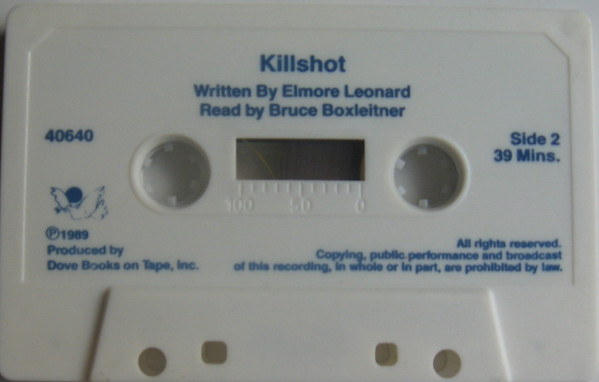 Killshot
Written By Elmore Leonard
Read by Bruce Boxleitner
40640
Side 2
39 Mins.
100 50 0
℗1989
Produced by
Dove Books on Tape, Inc.
All rights reserved.
Copying, public performance and broadcast
of this recording, in whole or in part, are prohibited by law.